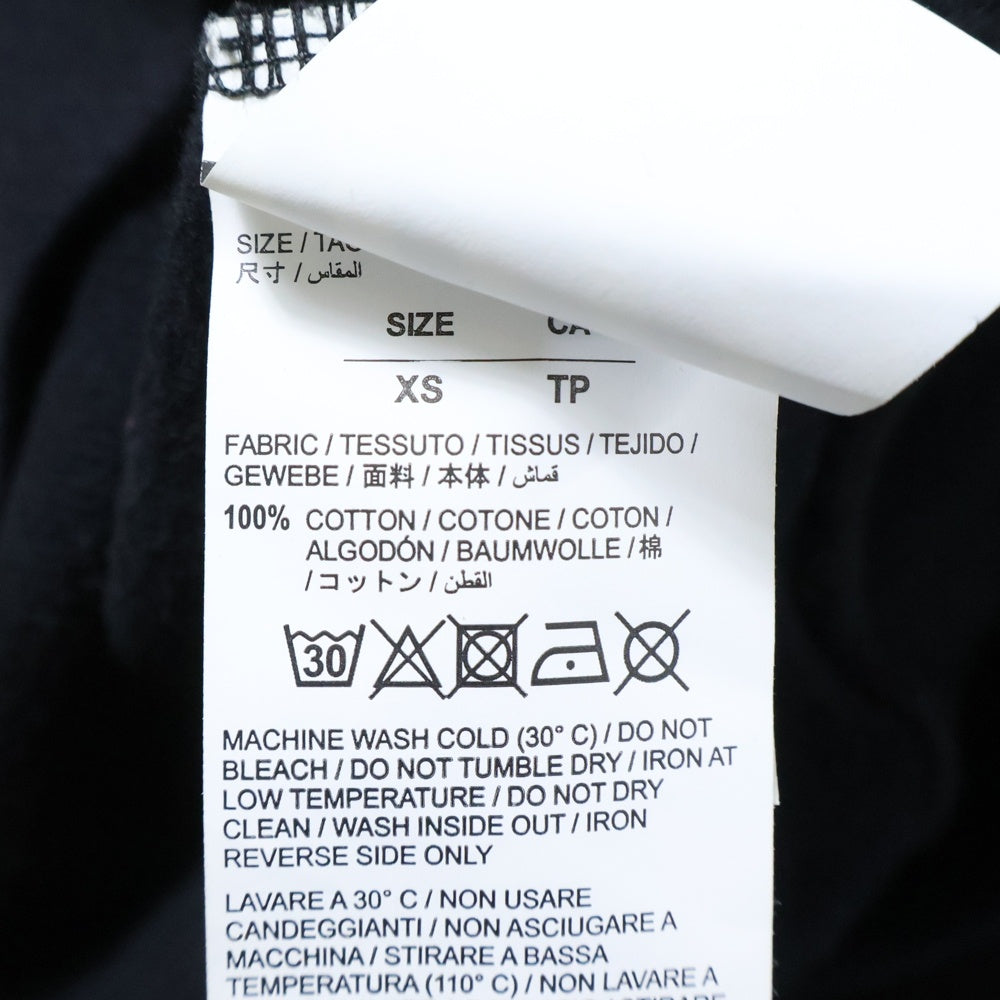 SIZE /
尺寸 / المقاس
SIZE CA
XS TP
FABRIC / TESSUTO / TISSUS / TEJIDO /
GEWEBE / 面料 / 本体 / قماش
100% COTTON / COTONE / COTON /
ALGODÓN / BAUMWOLLE / 棉
/ コットン / القطن
30
MACHINE WASH COLD (30° C) / DO NOT
BLEACH / DO NOT TUMBLE DRY / IRON AT
LOW TEMPERATURE / DO NOT DRY
CLEAN / WASH INSIDE OUT / IRON
REVERSE SIDE ONLY
LAVARE A 30° C / NON USARE
CANDEGGIANTI / NON ASCIUGARE A
MACCHINA / STIRARE A BASSA
TEMPERATURA (110° C) / NON LAVARE A